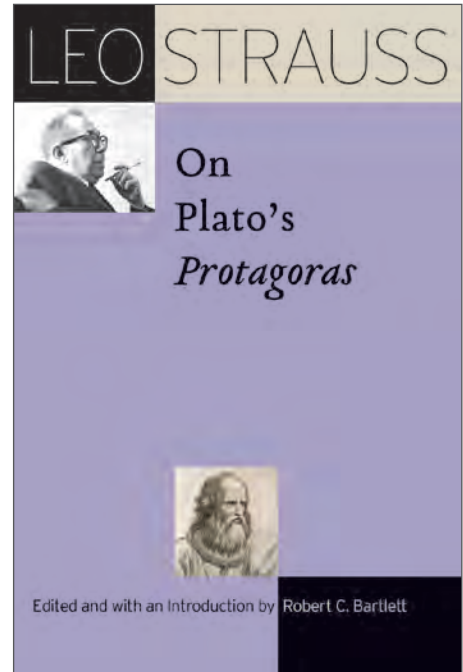 LEO STRAUSS
On
Plato’s
Protagoras
Edited and with an Introduction by Robert C. Bartlett